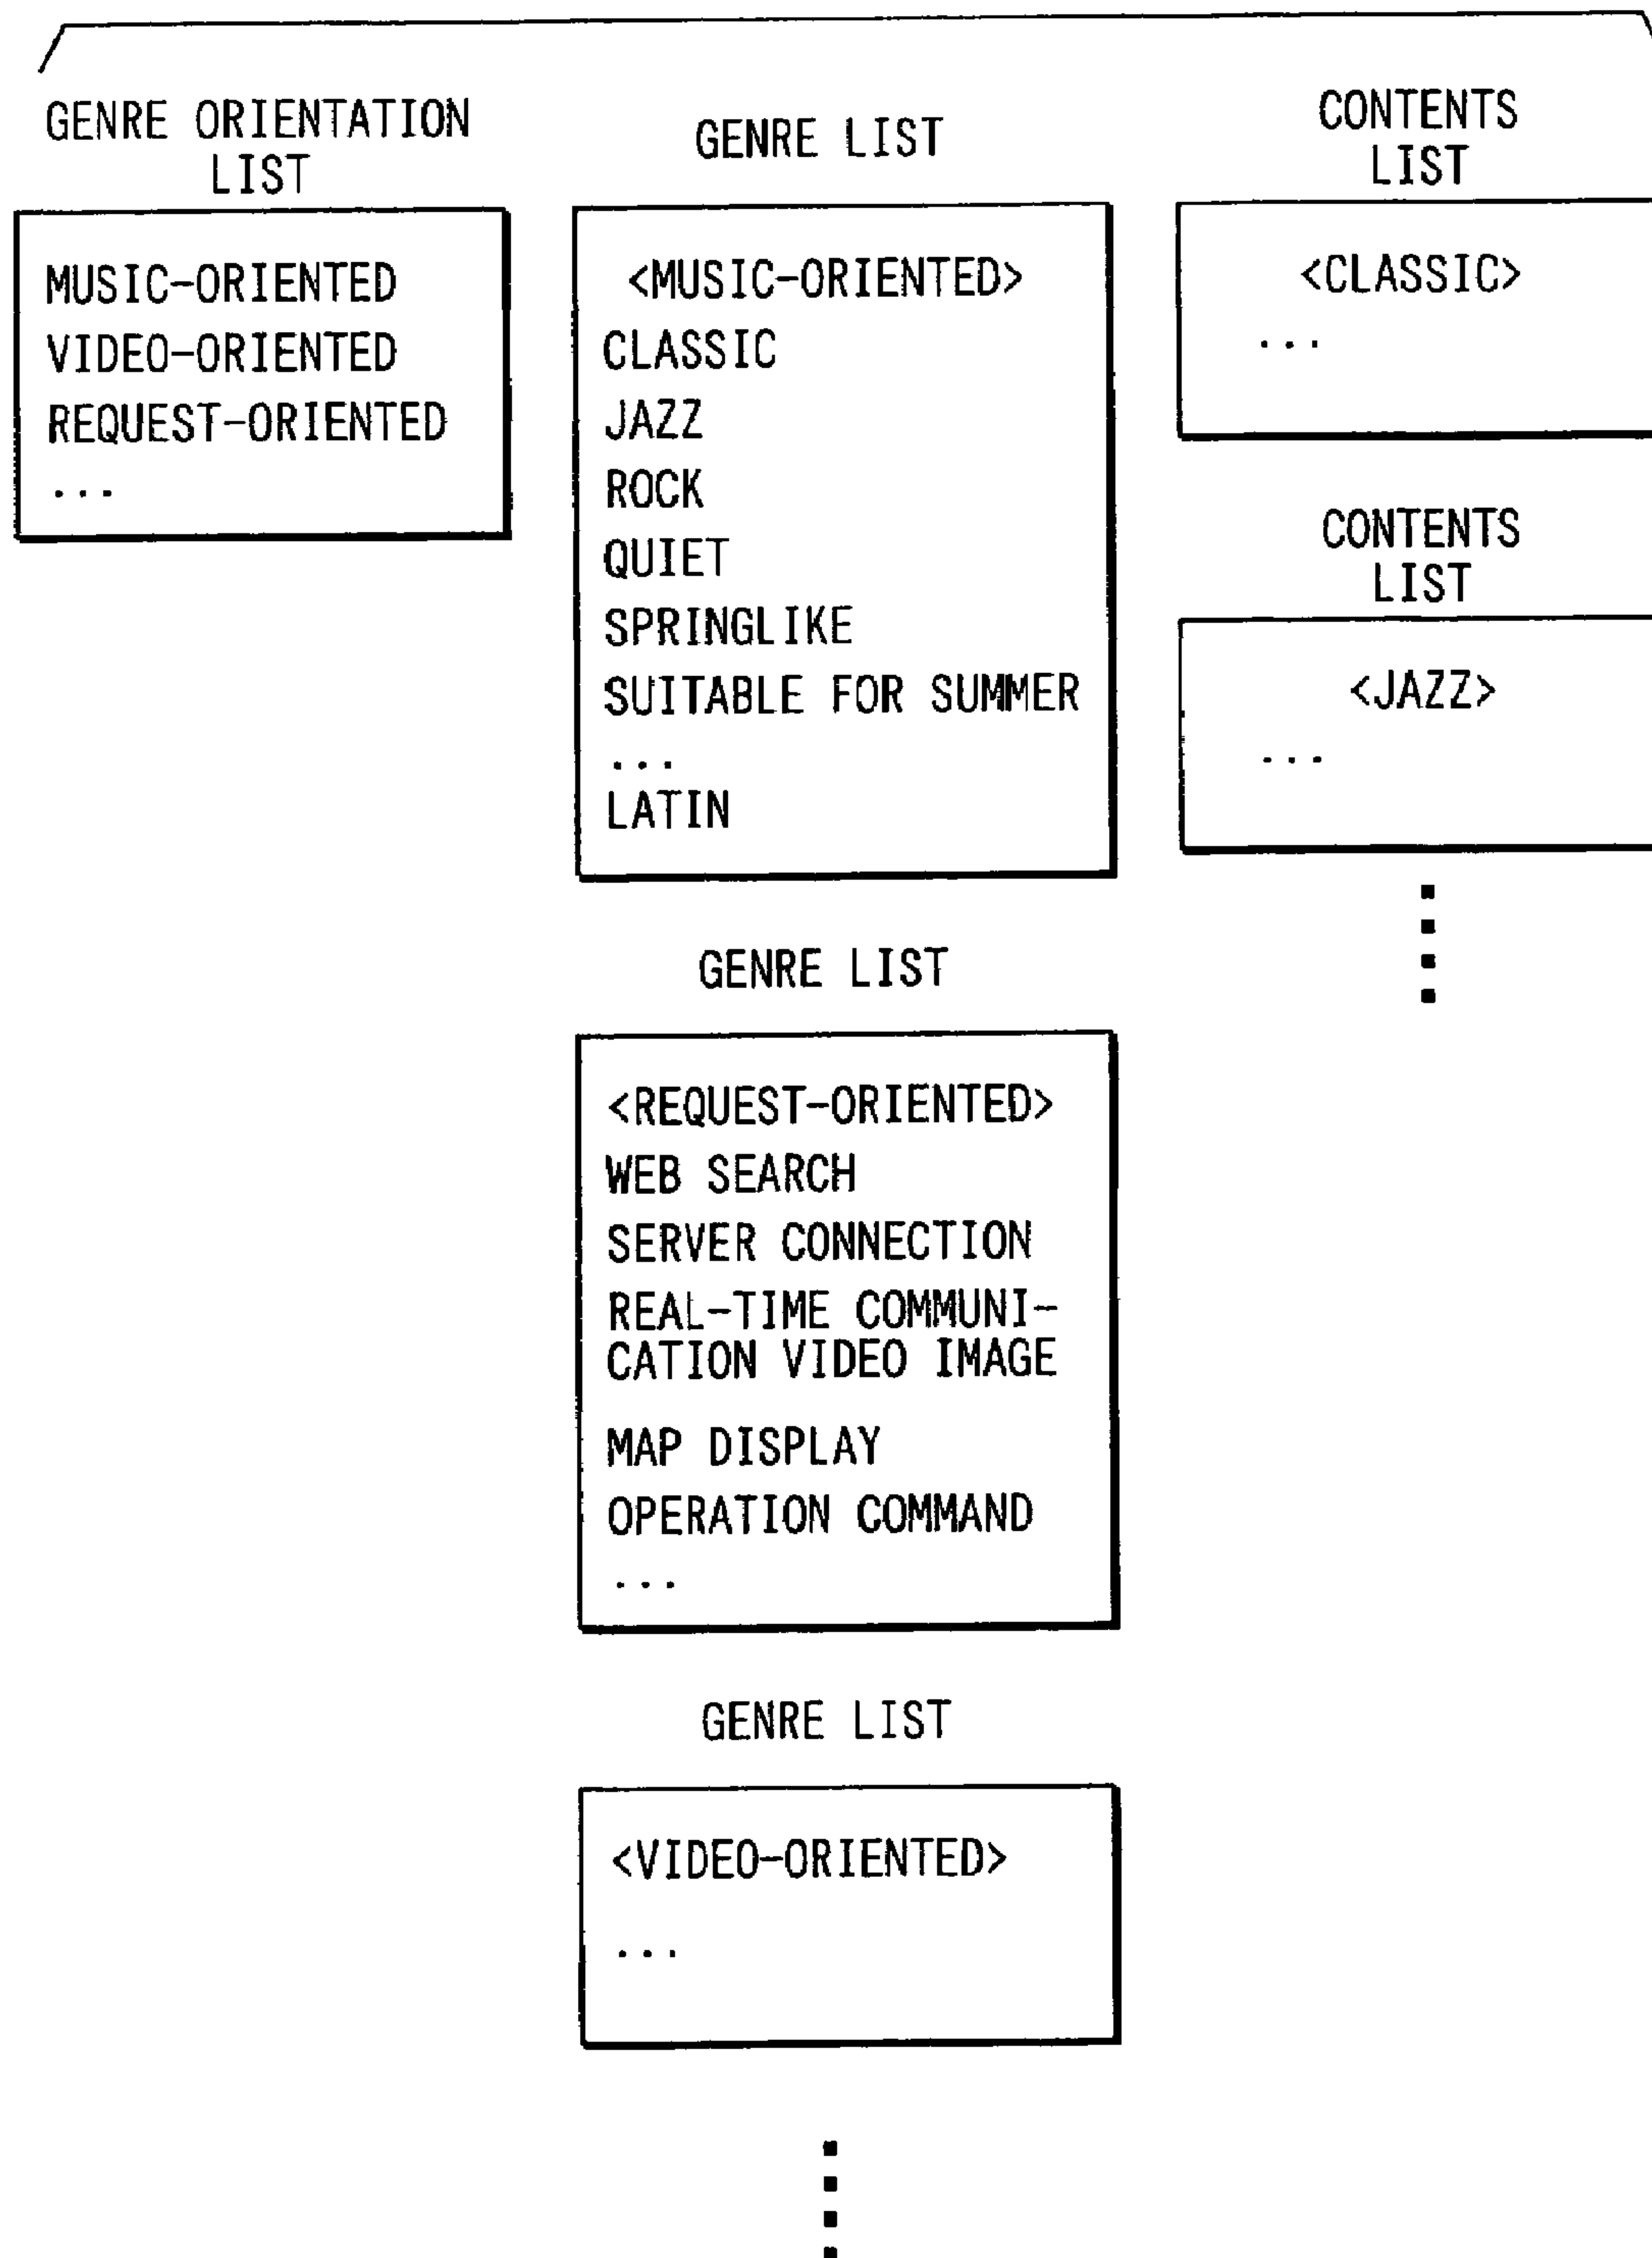 GENRE ORIENTATION
LIST
MUSIC-ORIENTED
VIDEO-ORIENTED
REQUEST-ORIENTED
...
GENRE LIST
<MUSIC-ORIENTED>
CLASSIC
JAZZ
ROCK
QUIET
SPRINGLIKE
SUITABLE FOR SUMMER
...
LATIN
GENRE LIST
<REQUEST-ORIENTED>
WEB SEARCH
SERVER CONNECTION
REAL-TIME COMMUNI-
CATION VIDEO IMAGE
MAP DISPLAY
OPERATION COMMAND
...
GENRE LIST
<VIDEO-ORIENTED>
...
CONTENTS
LIST
<CLASSIC>
...
CONTENTS
LIST
<JAZZ>
...